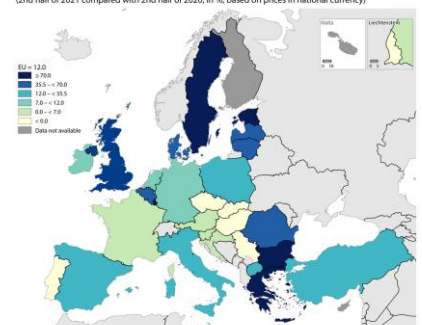 (2nd half of 2021 compared with 2nd half of 2020, in %, based on prices in national currency)
Malta
Liechtenstein
EU = 12.0
≥ 70.0
35.5 – < 70.0
12.0 – < 35.5
7.0 – < 12.0
0.0 – < 7.0
< 0.0
Data not available